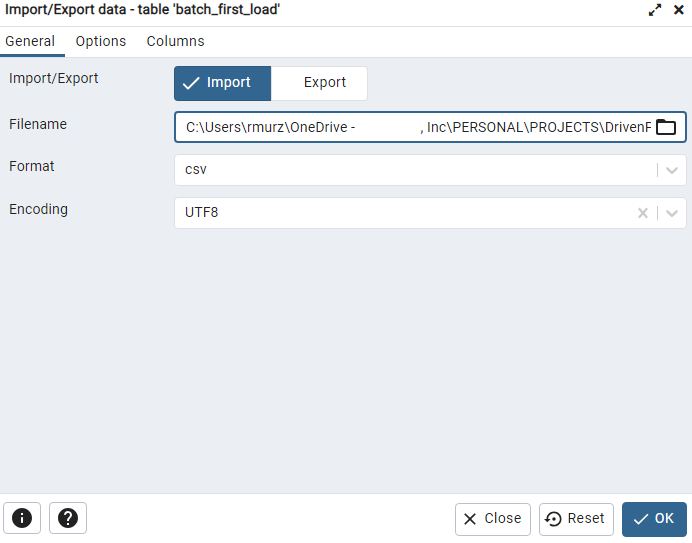 Import/Export data - table 'batch_first_load'
General Options Columns
Import/Export Import Export
Filename C:\Users\rmurz\OneDrive - , Inc\PERSONAL\PROJECTS\DrivenF
Format csv
Encoding UTF8
Close Reset OK